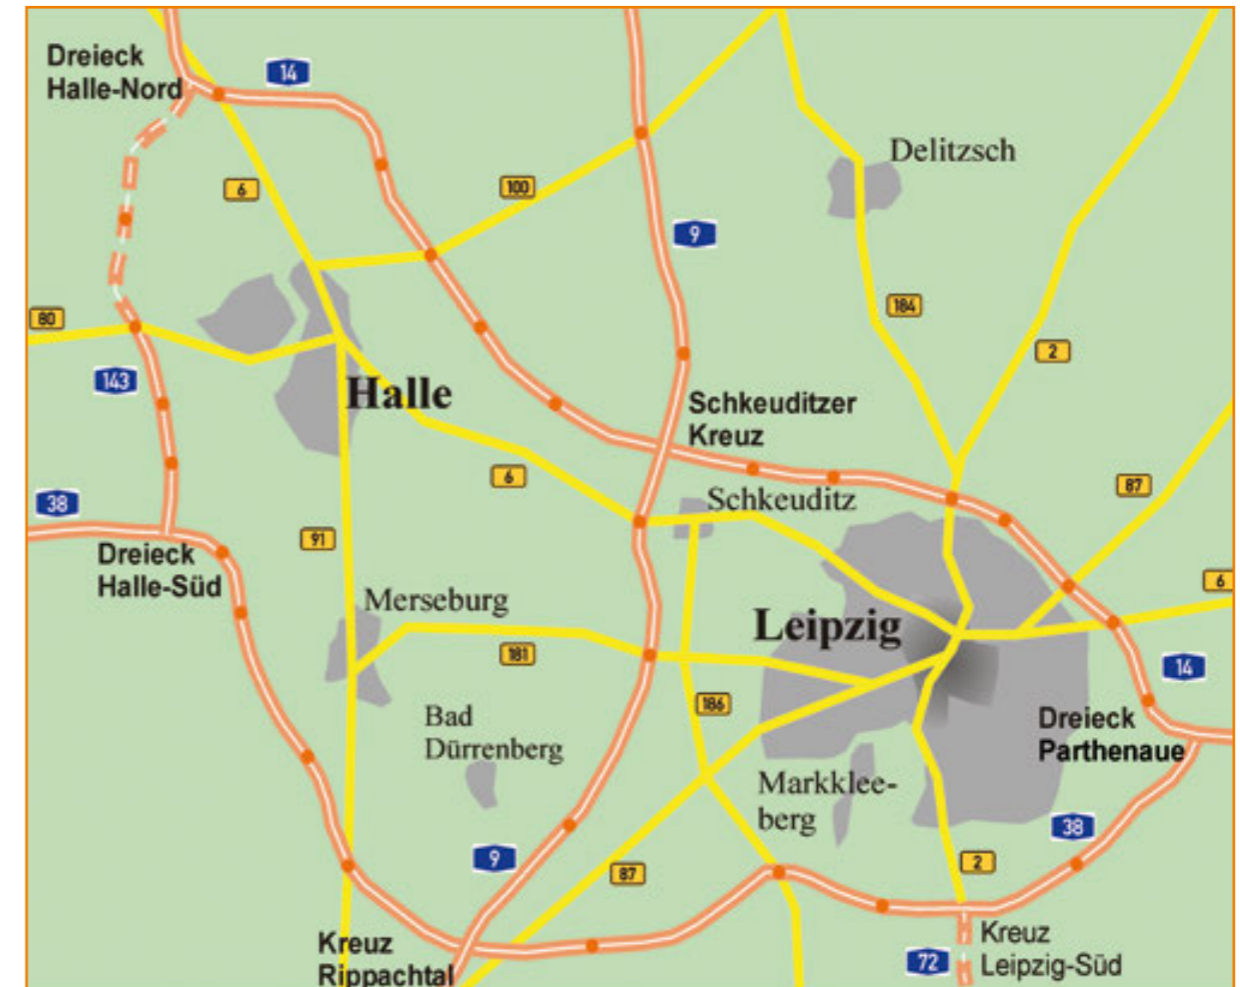 Dreieck
Halle-Nord
14
6
100
9
Delitzsch
184
2
80
143
Halle
Schkeuditzer
Kreuz
6
Schkeuditz
87
38
Dreieck
Halle-Süd
91
Merseburg
181
Leipzig
6
14
186
Bad
Dürrenberg
Dreieck
Parthenaue
Markklee-
berg
38
9
87
2
Kreuz
Rippachtal
Kreuz
Leipzig-Süd
72